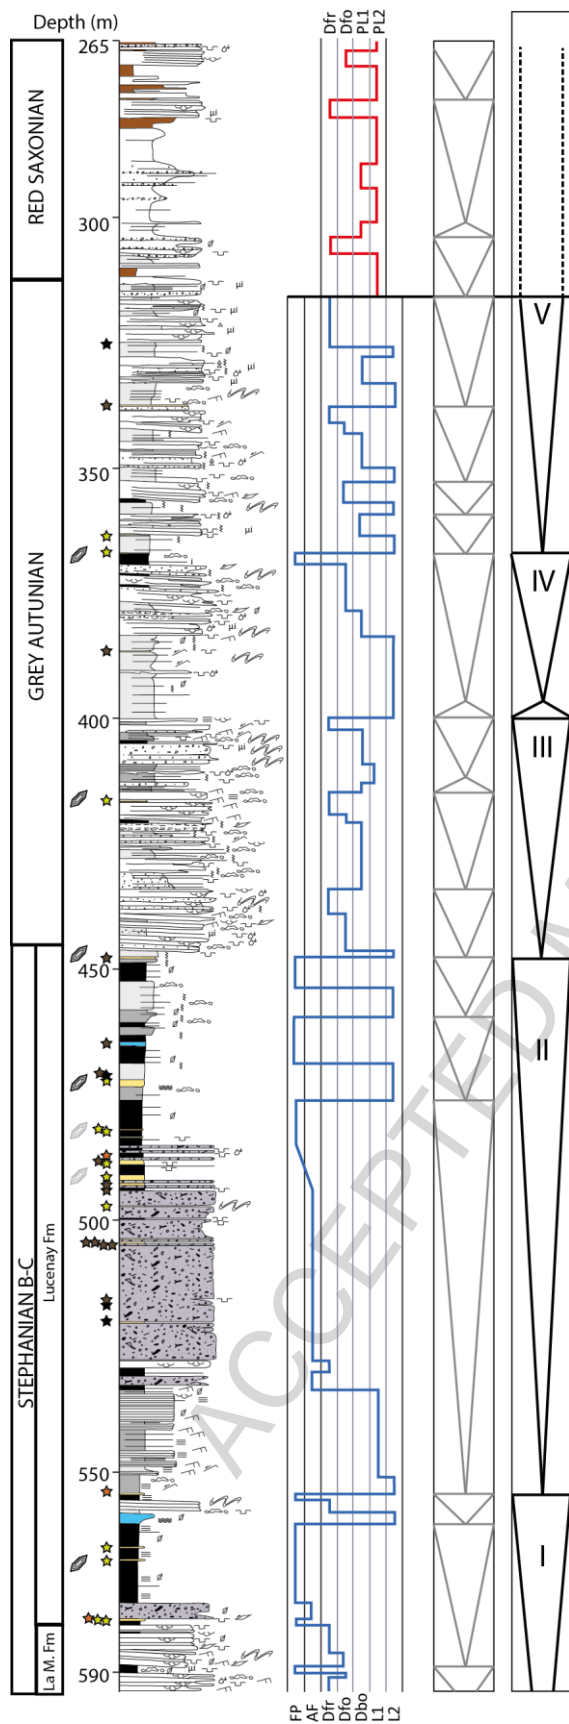 Depth (m)
Dfr
Dfo
PL1
PL2
265
RED SAXONIAN
300
µi
V
350
GREY AUTUNIAN
IV
400
III
450
II
STEPHANIAN B-C
Lucenay Fm
500
ACCEPTED M
550
I
La M. Fm
590
FP
AF
Dfr
Dfo
Dbo
L1
L2